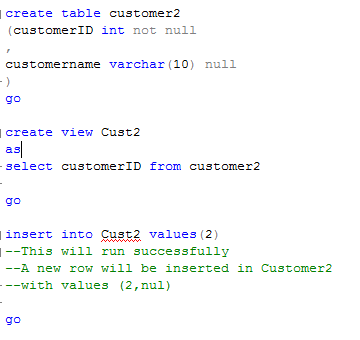 create table customer2
(customerID int not null
,
customername varchar(10) null
)
go
create view Cust2
as
select customerID from customer2
go
insert into Cust2 values(2)
--This will run successfully
--A new row will be inserted in Customer2
--with values (2,nul)
go